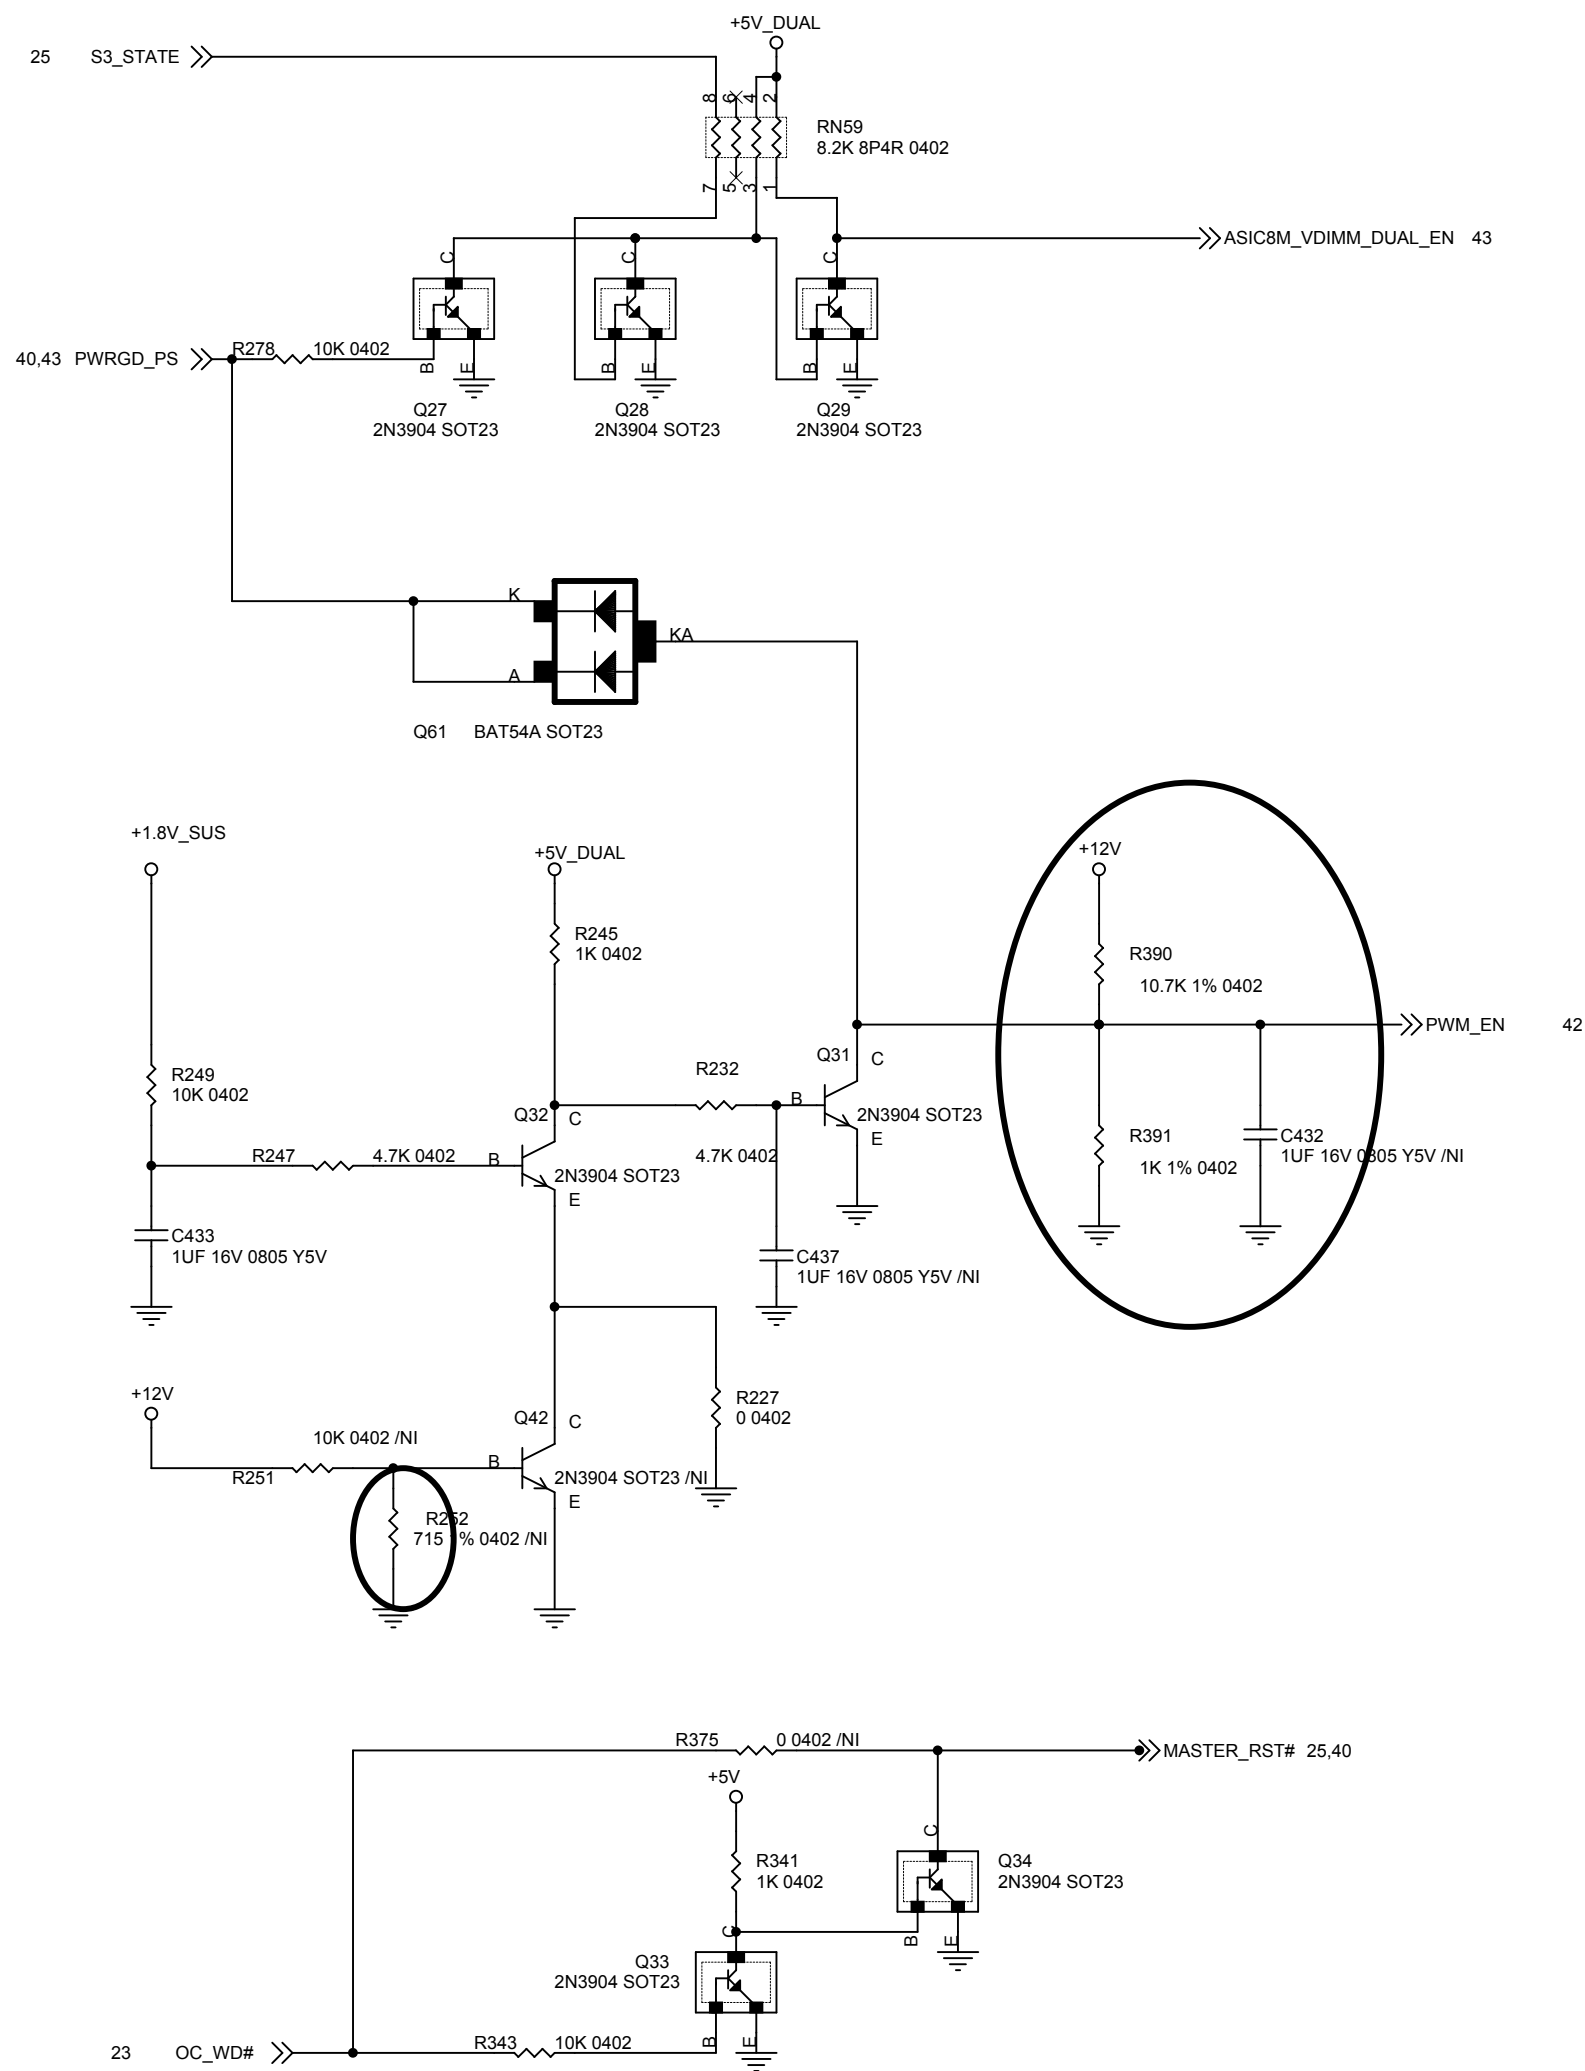 +5V_DUAL
25 S3_STATE
8 6 4 2
RN59
8.2K 8P4R 0402
7 5 3 1
C C C
ASIC8M_VDIMM_DUAL_EN 43
40,43 PWRGD_PS
R278 10K 0402
B E B E B E
Q27
2N3904 SOT23
Q28
2N3904 SOT23
Q29
2N3904 SOT23
K
KA
A
Q61 BAT54A SOT23
+1.8V_SUS
+5V_DUAL
+12V
R245
1K 0402
R390
10.7K 1% 0402
PWM_EN 42
R249
10K 0402
R232
4.7K 0402
Q31 C
B
2N3904 SOT23
E
Q32 C
R247 4.7K 0402 B
2N3904 SOT23
E
R391
1K 1% 0402
C432
1UF 16V 0805 Y5V /NI
C433
1UF 16V 0805 Y5V
C437
1UF 16V 0805 Y5V /NI
+12V
R227
0 0402
Q42 C
10K 0402 /NI
R251
B
2N3904 SOT23 /NI
E
R252
715 1% 0402 /NI
R375 0 0402 /NI
MASTER_RST# 25,40
+5V
R341
1K 0402
C
Q34
2N3904 SOT23
C
B E
Q33
2N3904 SOT23
R343 10K 0402
B E
23 OC_WD#